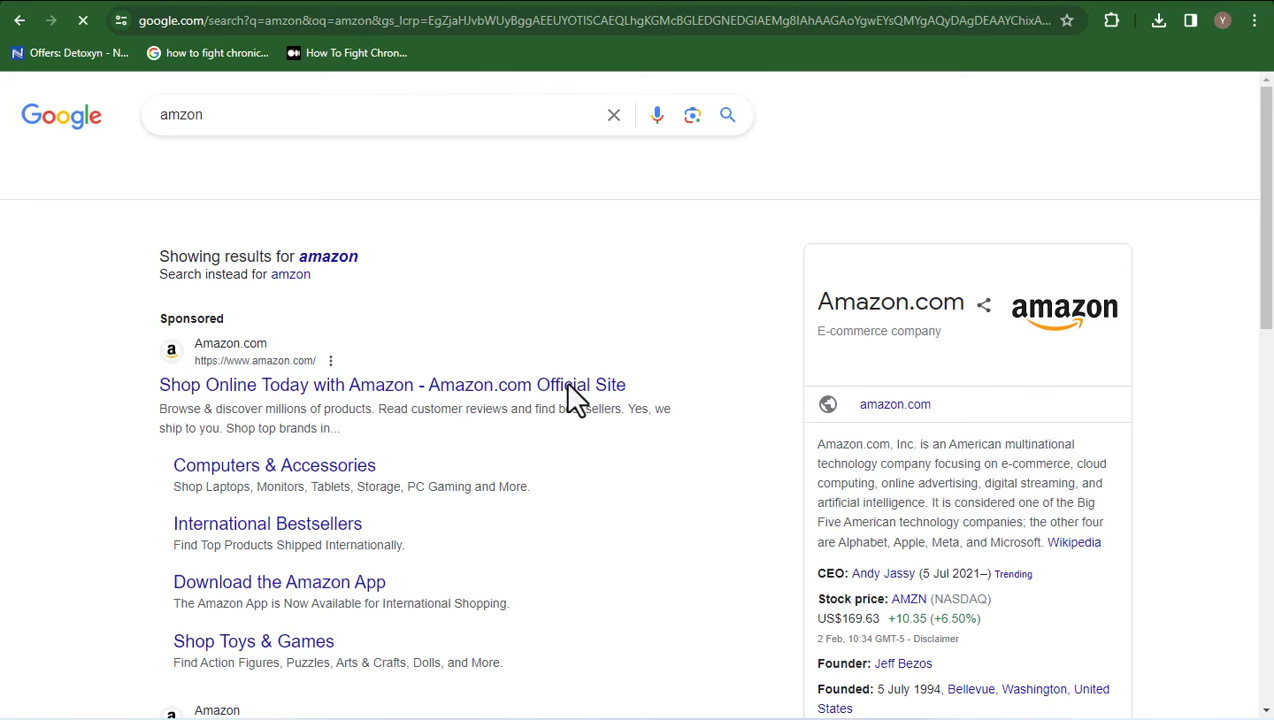 google.com/search?q=amzon&oq=amzon&gs_lcrp=EgZjaHJvbWUyBggAEEUYOTISCAEQLhgKGMcBGLEDGNEDGIAEMg8IAhAAGAoYgwEYsQMYgAQyDAgDEAAYChixA...
Y
Offers: Detoxyn - N...
how to fight chronic...
How To Fight Chron...
Google
amzon
Showing results for amazon
Search instead for amzon
Sponsored
Amazon.com
https://www.amazon.com/
Shop Online Today with Amazon - Amazon.com Official Site
Browse & discover millions of products. Read customer reviews and find sellers. Yes, we
ship to you. Shop top brands in...
Computers & Accessories
Shop Laptops, Monitors, Tablets, Storage, PC Gaming and More.
International Bestsellers
Find Top Products Shipped Internationally.
Download the Amazon App
The Amazon App is Now Available for International Shopping.
Shop Toys & Games
Find Action Figures, Puzzles, Arts & Crafts, Dolls, and More.
Amazon
Amazon.com
amazon
E-commerce company
amazon.com
Amazon.com, Inc. is an American multinational
technology company focusing on e-commerce, cloud
computing, online advertising, digital streaming, and
artificial intelligence. It is considered one of the Big
Five American technology companies; the other four
are Alphabet, Apple, Meta, and Microsoft. Wikipedia
CEO: Andy Jassy (5 Jul 2021–) Trending
Stock price: AMZN (NASDAQ)
US$169.63 +10.35 (+6.50%)
2 Feb, 10:34 GMT-5 - Disclaimer
Founder: Jeff Bezos
Founded: 5 July 1994, Bellevue, Washington, United
States